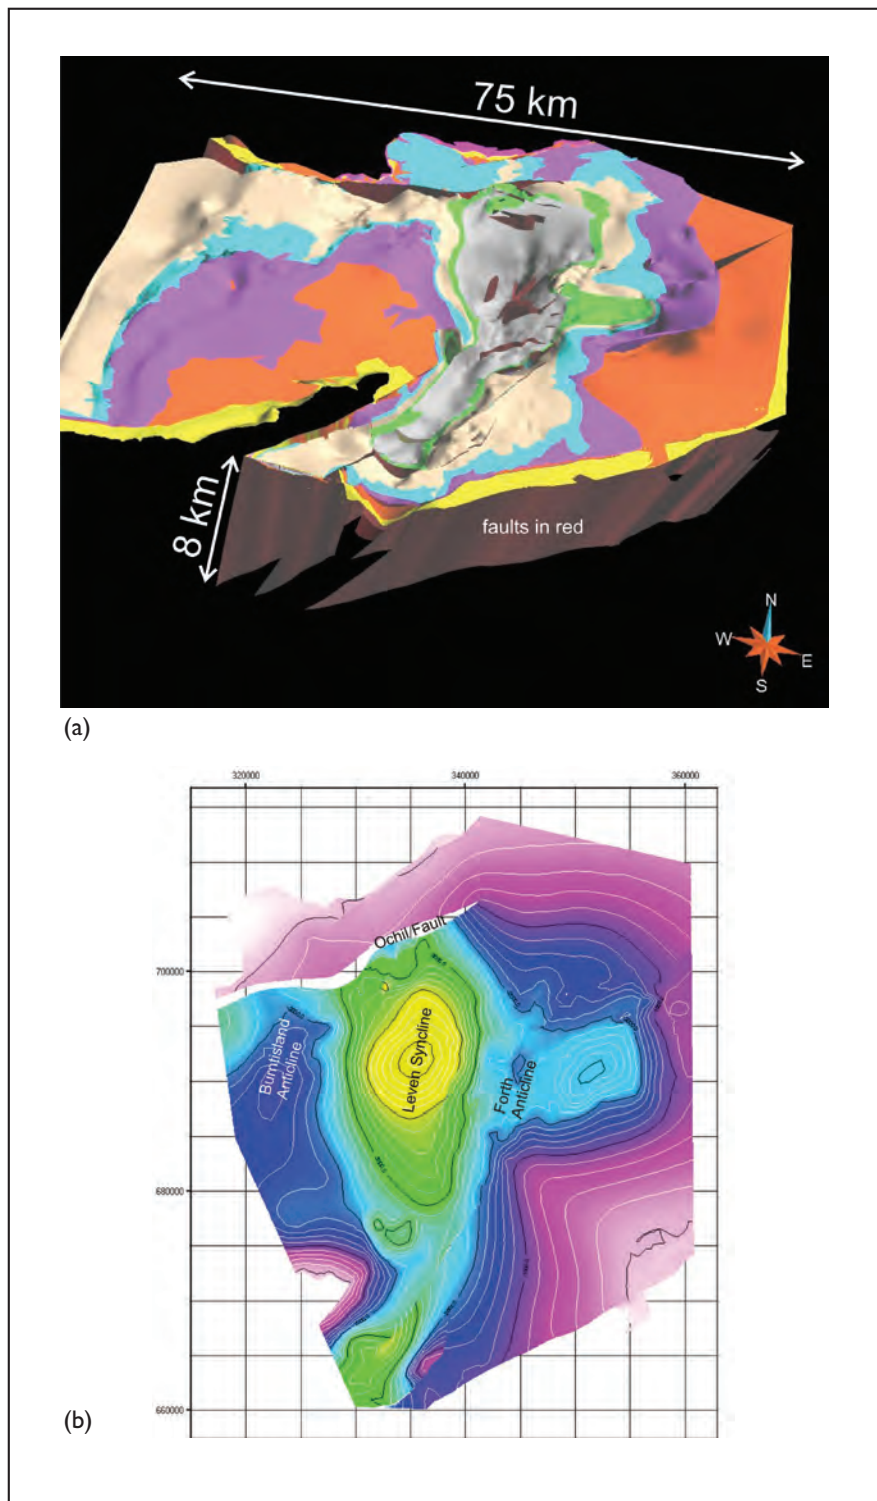 75 km
8 km
faults in red
N
W
E
S
(a)
320000
340000
360000
Ochil/Fault
700000
Burntisland
Anticline
Leven Syncline
Forth
Anticline
680000
660000
(b)